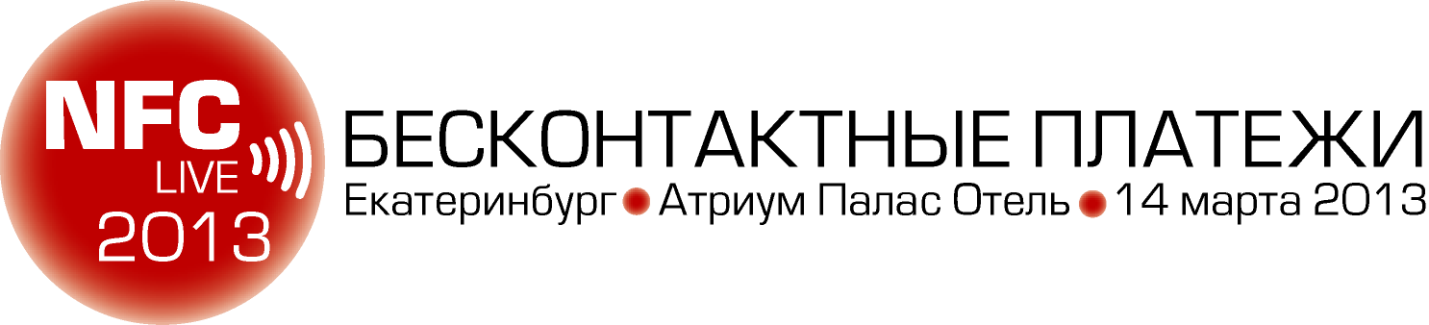 NFC
LIVE
2013
БЕСКОНТАКТНЫЕ ПЛАТЕЖИ
Екатеринбург • Атриум Палас Отель • 14 марта 2013